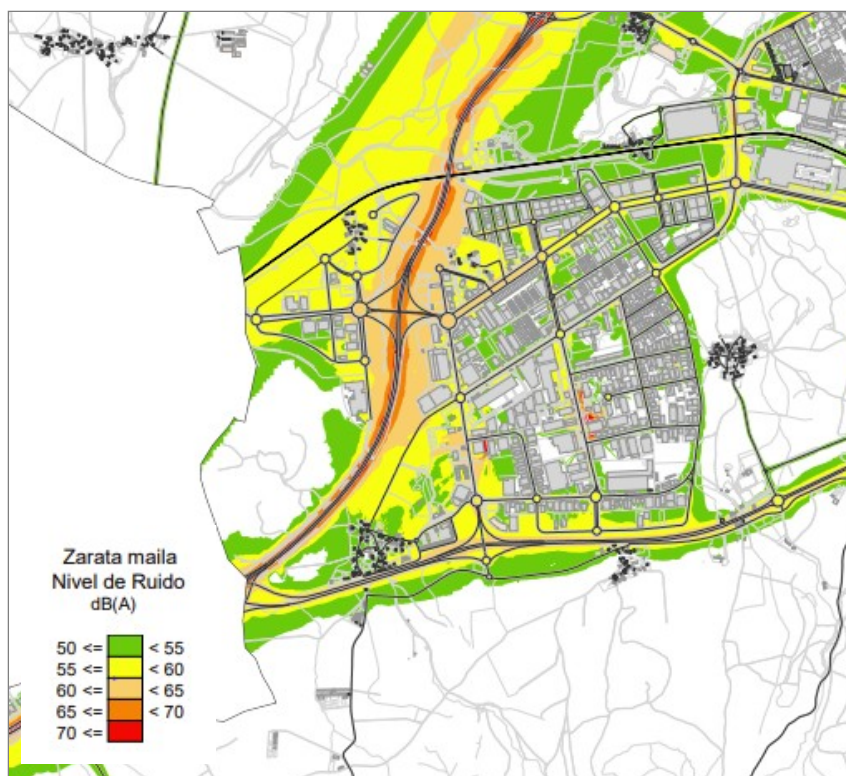 Zarata maila
Nivel de Ruido
dB(A)
50 <= < 55
55 <= < 60
60 <= < 65
65 <= < 70
70 <=